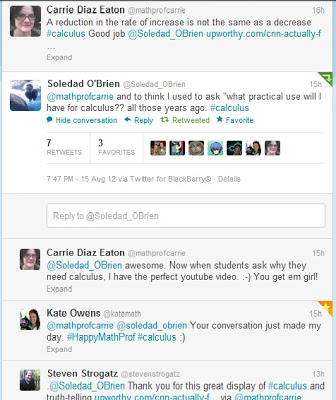 Carrie Diaz Eaton @mathprofcarrie 16h
A reduction in the rate of increase is not the same as a decrease
#calculus Good job @Soledad_OBrien upworthy.com/cnn-actually-f
...
Expand
Soledad O'Brien @Soledad_OBrien 15h
@mathprofcarrie and to think I used to ask "what practical use will I
have for calculus?? all those years ago. #calculus
Hide conversation Reply Retweeted Favorite
7 3
RETWEETS FAVORITES
7:47 PM - 15 Aug 12 via Twitter for BlackBerry® · Details
Reply to @Soledad_OBrien
Carrie Diaz Eaton @mathprofcarrie 15h
@Soledad_OBrien awesome. Now when students ask why they
need calculus, I have the perfect youtube video. :-) You get em girl!
Expand
Kate Owens @katemath 15h
@mathprofcarrie @soledad_obrien Your conversation just made my
day. #HappyMathProf #calculus :)
Expand
Steven Strogatz @stevenstrogatz 13h
.@Soledad_OBrien Thank you for this great display of #calculus and
truth-telling upworthy.com/cnn-actually-f... via @mathprofcarrie